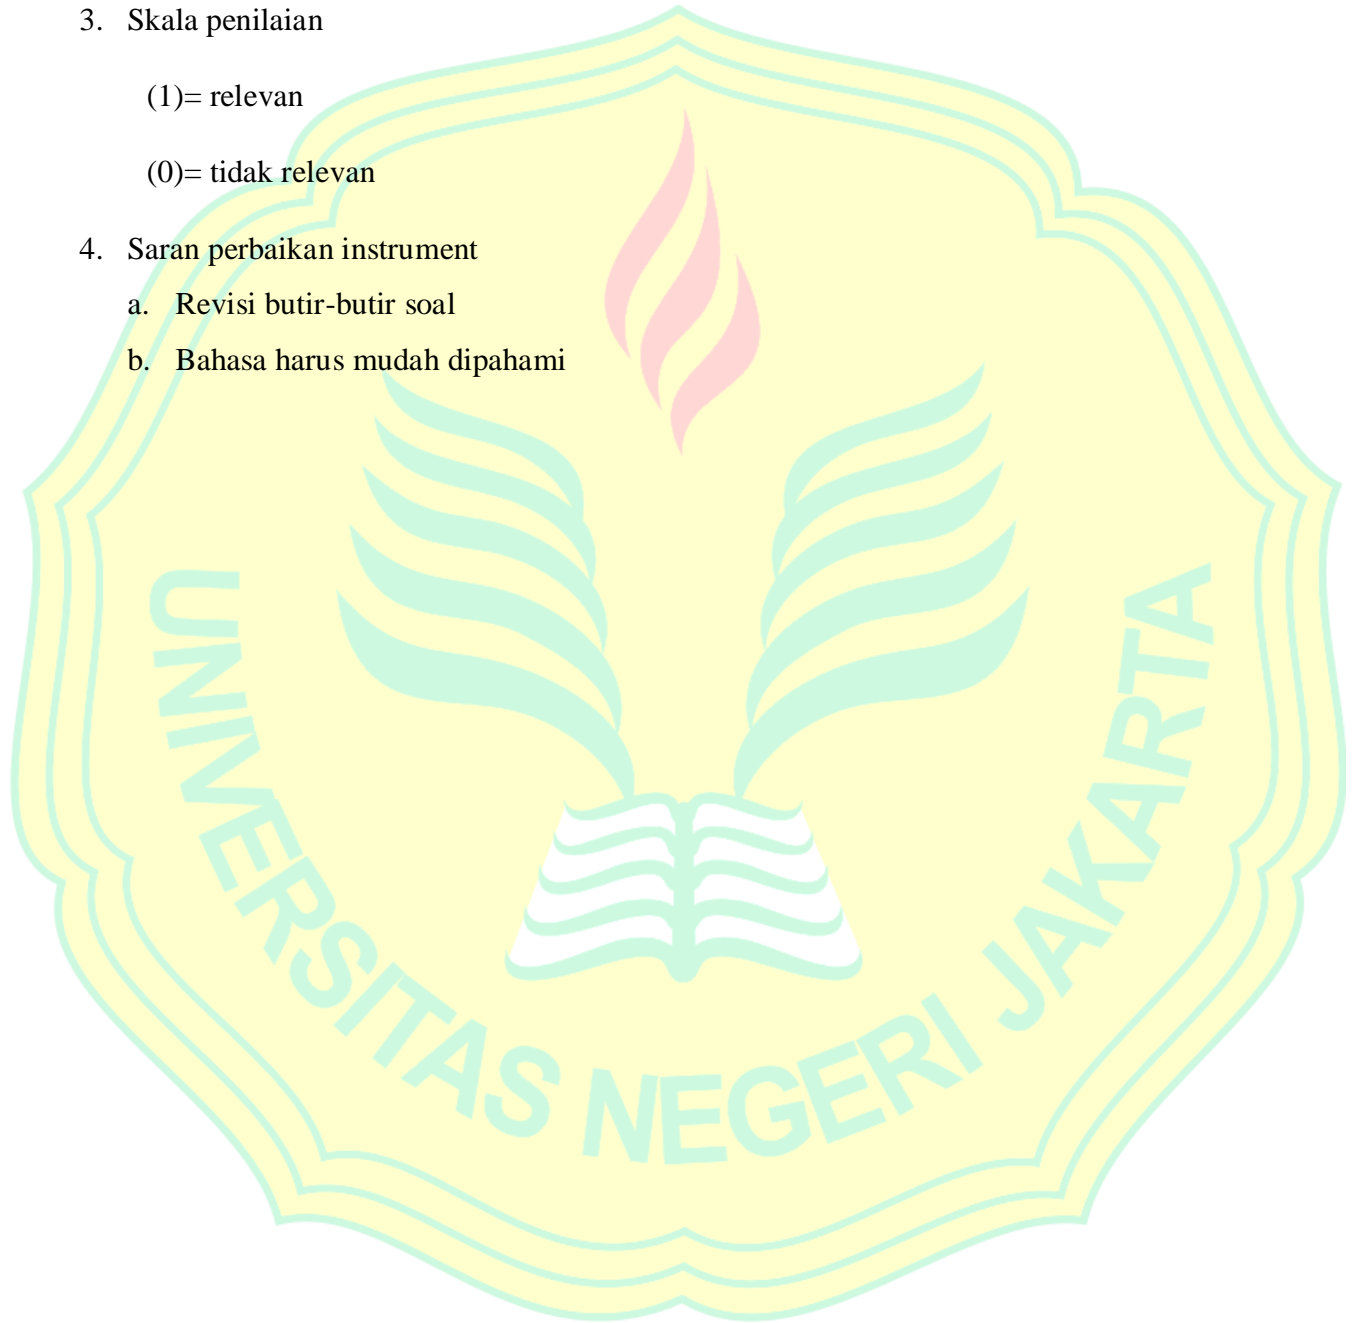 3. Skala penilaian
(1)= relevan
(0)= tidak relevan
4. Saran perbaikan instrument
a. Revisi butir-butir soal
b. Bahasa harus mudah dipahami
UNIVERSITAS NEGERI JAKARTA